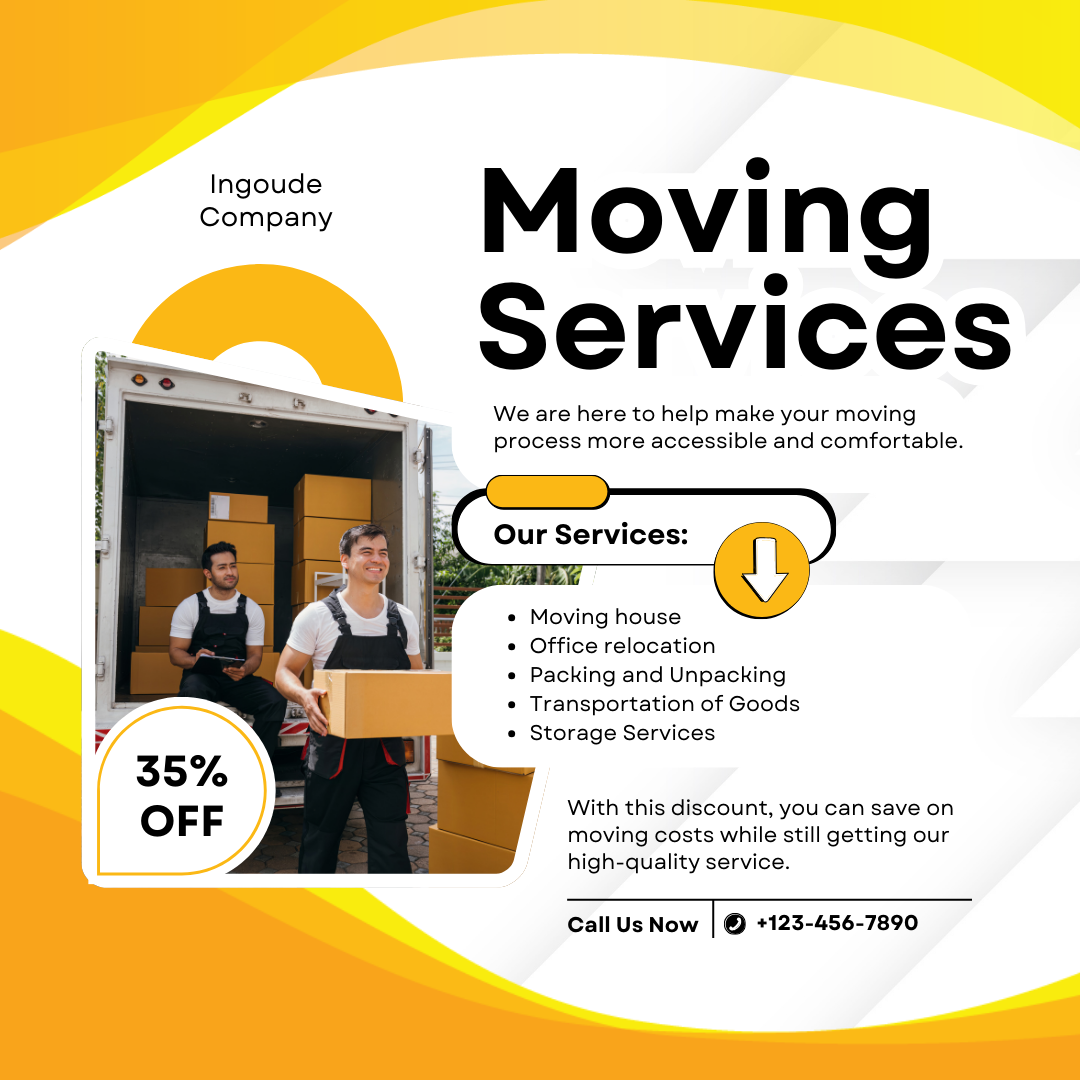 Ingoude
Company
Moving
Services
We are here to help make your moving
process more accessible and comfortable.
Our Services:
• Moving house
• Office relocation
• Packing and Unpacking
• Transportation of Goods
• Storage Services
35%
OFF
With this discount, you can save on
moving costs while still getting our
high-quality service.
Call Us Now
+123-456-7890